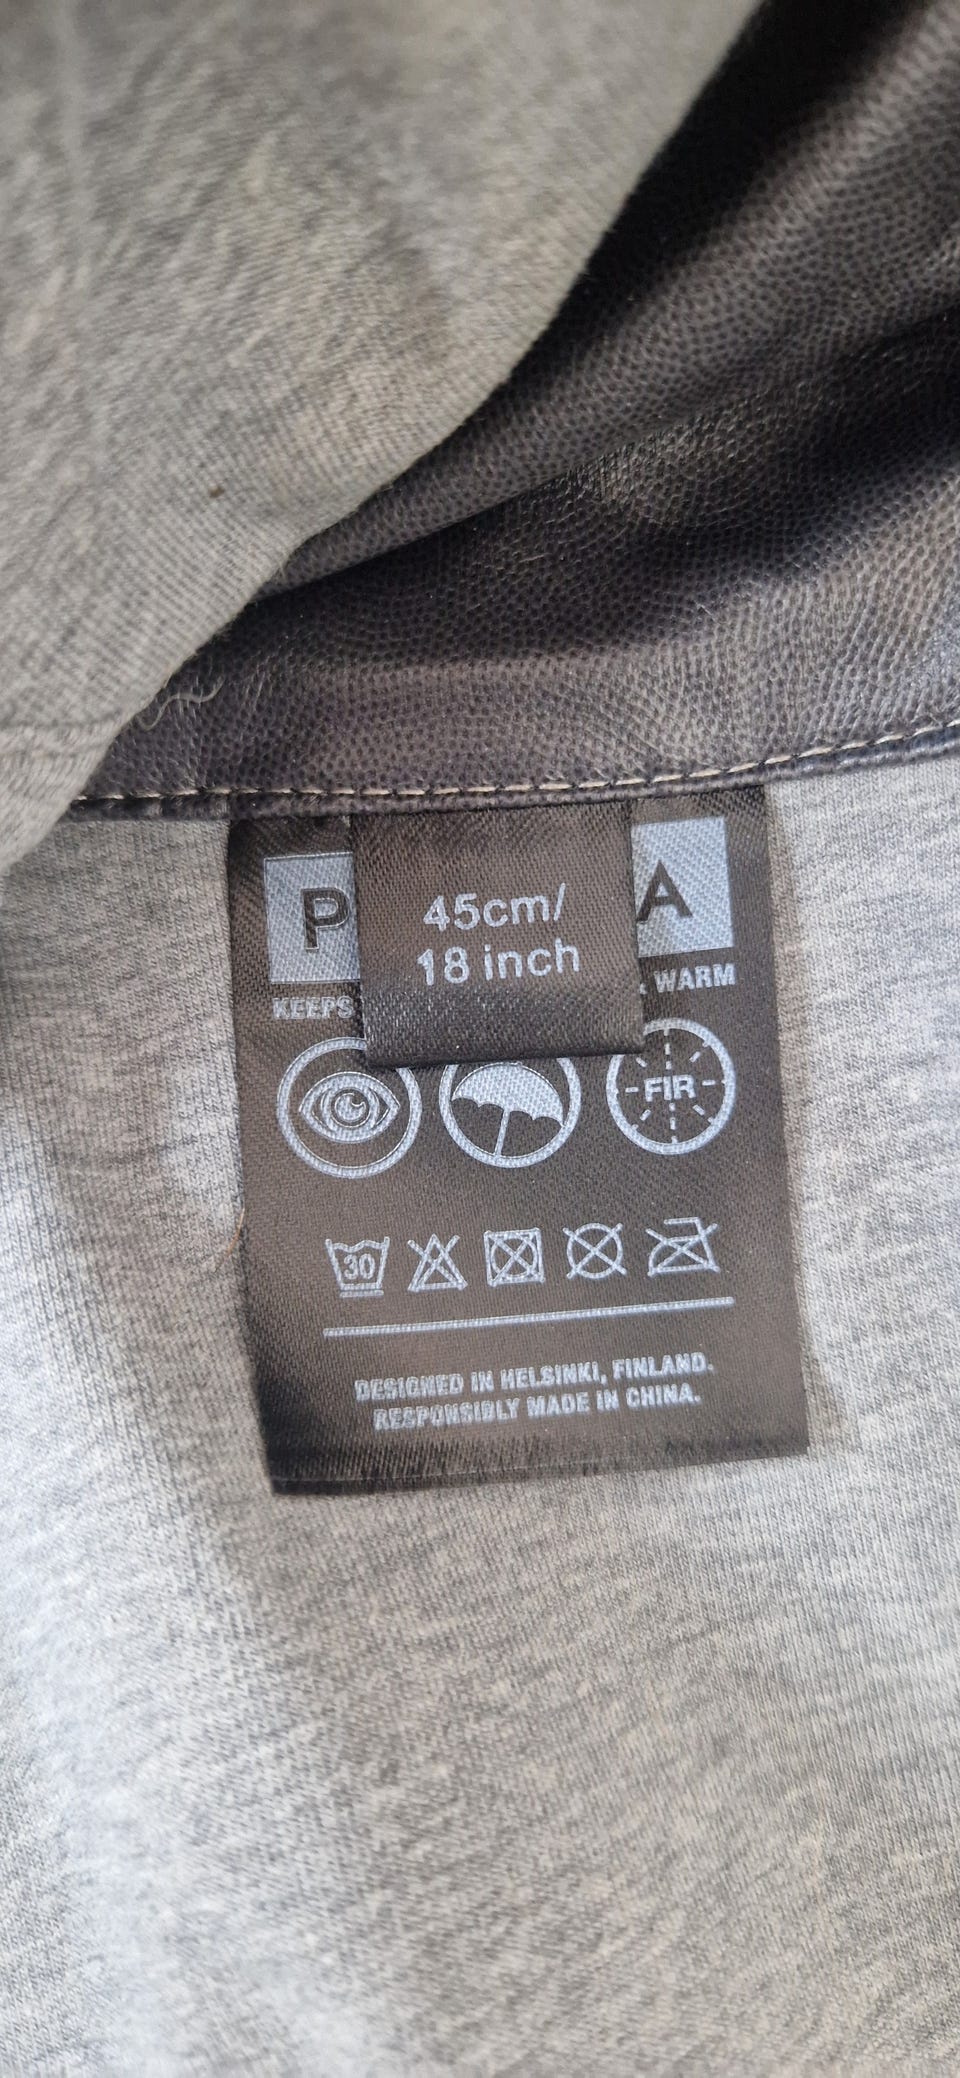 P
A
45cm/
18 inch
KEEPS
& WARM
FIR
30
DESIGNED IN HELSINKI, FINLAND.
RESPONSIBLY MADE IN CHINA.